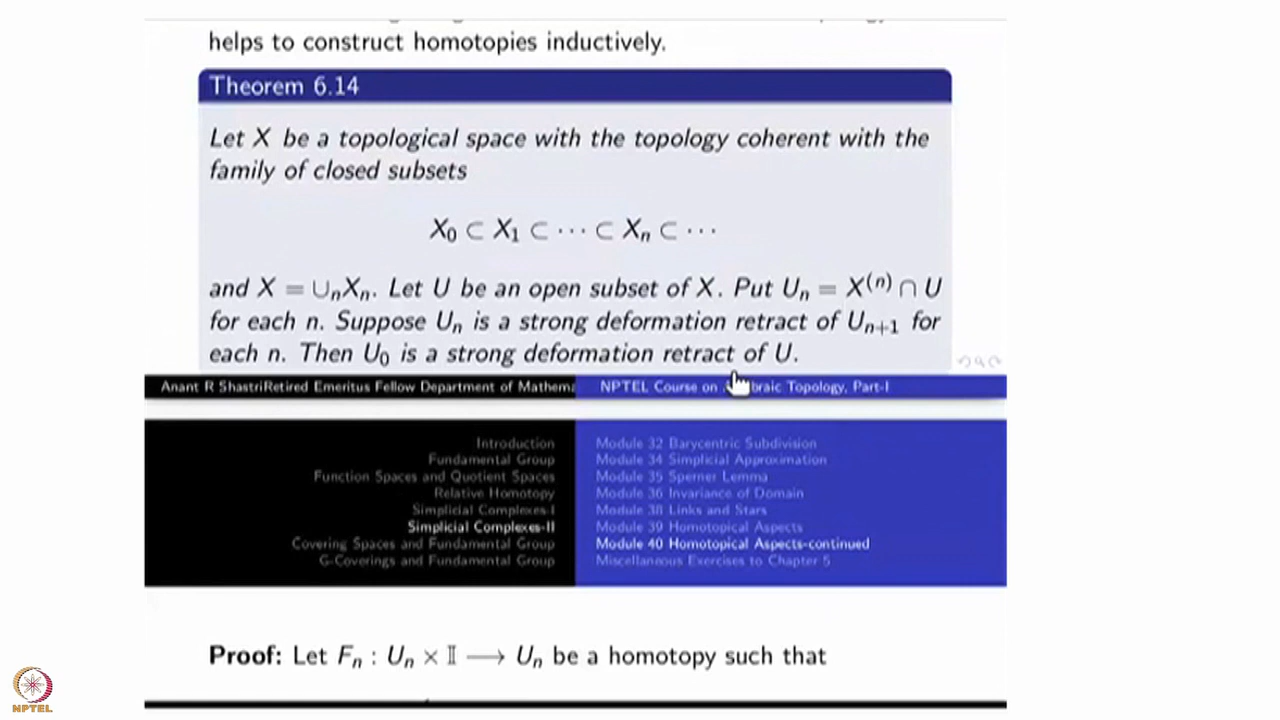 helps to construct homotopies inductively.
Theorem 6.14
Let X be a topological space with the topology coherent with the
family of closed subsets
X₀ ⊂ X₁ ⊂ ··· ⊂ Xₙ ⊂ ···
and X = ∪ₙXₙ. Let U be an open subset of X. Put Uₙ = X⁽ⁿ⁾ ∩ U
for each n. Suppose Uₙ is a strong deformation retract of Uₙ₊₁ for
each n. Then U₀ is a strong deformation retract of U.
Anant R ShastriRetired Emeritus Fellow Department of Mathema
NPTEL Course on Algebraic Topology, Part-I
Introduction
Fundamental Group
Function Spaces and Quotient Spaces
Relative Homotopy
Simplicial Complexes-I
Simplicial Complexes-II
Covering Spaces and Fundamental Group
G-Coverings and Fundamental Group
Module 32 Barycentric Subdivision
Module 34 Simplicial Approximation
Module 35 Sperner Lemma
Module 36 Invariance of Domain
Module 38 Links and Stars
Module 39 Homotopical Aspects
Module 40 Homotopical Aspects-continued
Miscellaneous Exercises to Chapter 5
Proof: Let Fₙ : Uₙ × 𝕀 ⟶ Uₙ be a homotopy such that
NPTEL